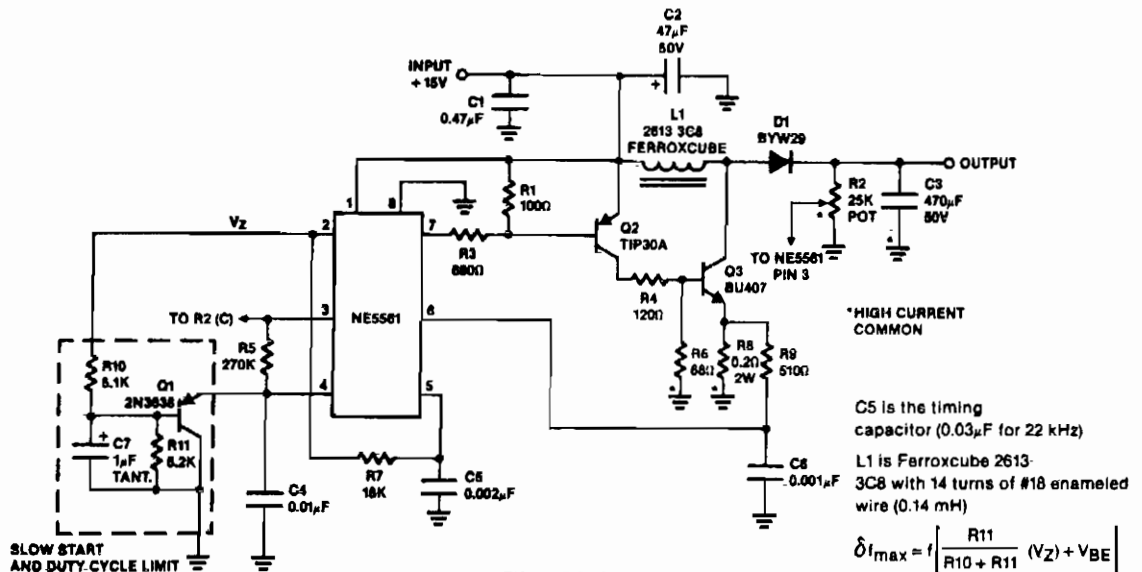 C2
47µF
50V
INPUT
+ 15V
+
C1
0.47µF
L1
2613 3C8
FERROXCUBE
D1
BYW29
OUTPUT
R1
100Ω
R2
25K
POT
*
C3
470µF
50V
*
1
8
VZ
2
7
R3
680Ω
Q2
TIP30A
TO NE5561
PIN 3
Q3
BU407
R4
120Ω
*HIGH CURRENT
COMMON
TO R2 (C)
3
NE5561
6
R5
270K
R10
5.1K
Q1
2N3638
4
5
R6
68Ω
*
R8
0.2Ω
2W
*
R9
510Ω
C7
1µF
TANT.
+
R11
8.2K
R7
18K
C5
0.002µF
C4
0.01µF
C6
0.001µF
SLOW START
AND DUTY-CYCLE LIMIT
C5 is the timing
capacitor (0.03µF for 22 kHz)
L1 is Ferroxcube 2613-
3C8 with 14 turns of #18 enameled
wire (0.14 mH)
δfmax = f[R11 / R10 + R11 (VZ) + VBE]